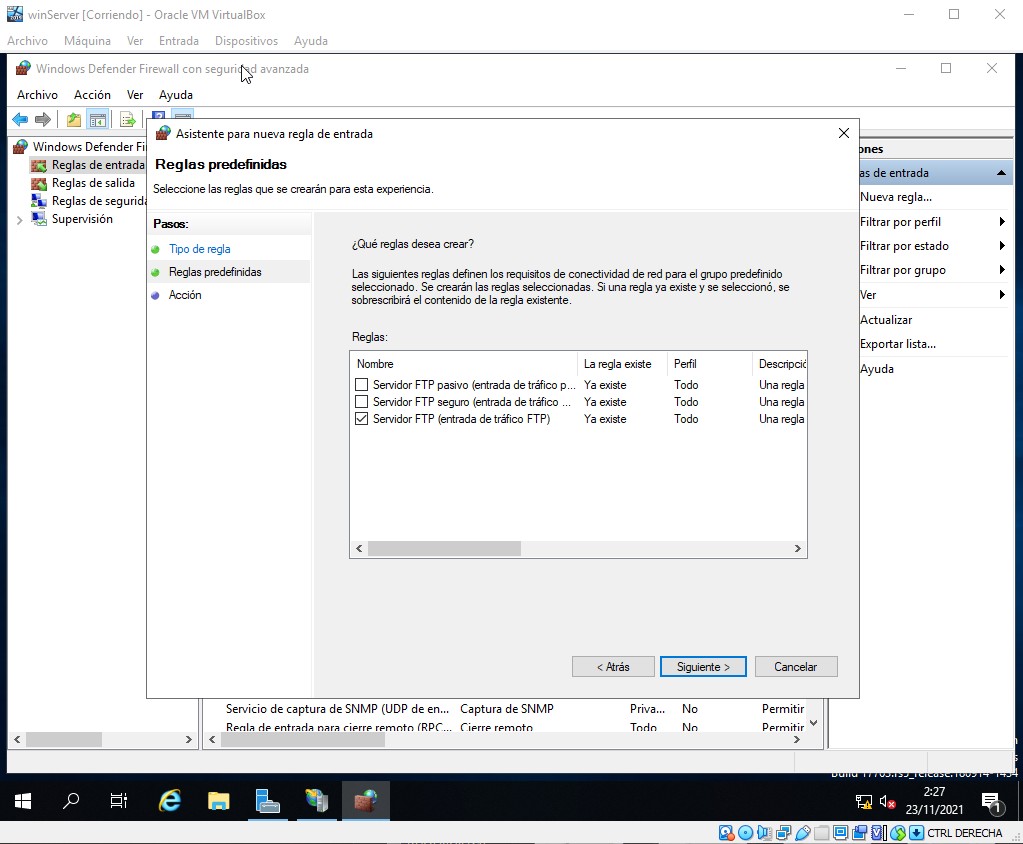 winServer [Corriendo] - Oracle VM VirtualBox
Archivo Máquina Ver Entrada Dispositivos Ayuda
Windows Defender Firewall con seguridad avanzada
Archivo Acción Ver Ayuda
Windows Defender Fi
Reglas de entrada
Reglas de salida
Reglas de segurida
Supervisión
Asistente para nueva regla de entrada
Reglas predefinidas
Seleccione las reglas que se crearán para esta experiencia.
Pasos:
Tipo de regla
Reglas predefinidas
Acción
¿Qué reglas desea crear?
Las siguientes reglas definen los requisitos de conectividad de red para el grupo predefinido
seleccionado. Se crearán las reglas seleccionadas. Si una regla ya existe y se seleccionó, se
sobrescribirá el contenido de la regla existente.
Reglas:
Nombre La regla existe Perfil Descripció
Servidor FTP pasivo (entrada de tráfico p... Ya existe Todo Una regla
Servidor FTP seguro (entrada de tráfico ... Ya existe Todo Una regla
Servidor FTP (entrada de tráfico FTP) Ya existe Todo Una regla
< Atrás Siguiente > Cancelar
ones
as de entrada
Nueva regla...
Filtrar por perfil
Filtrar por estado
Filtrar por grupo
Ver
Actualizar
Exportar lista...
Ayuda
Servicio de captura de SNMP (UDP de en... Captura de SNMP Priva... No Permitir
Regla de entrada para cierre remoto (RPC... Cierre remoto Todo No Permitir
Build 17763.rs5_release.180914-1434
2:27
23/11/2021
1
CTRL DERECHA